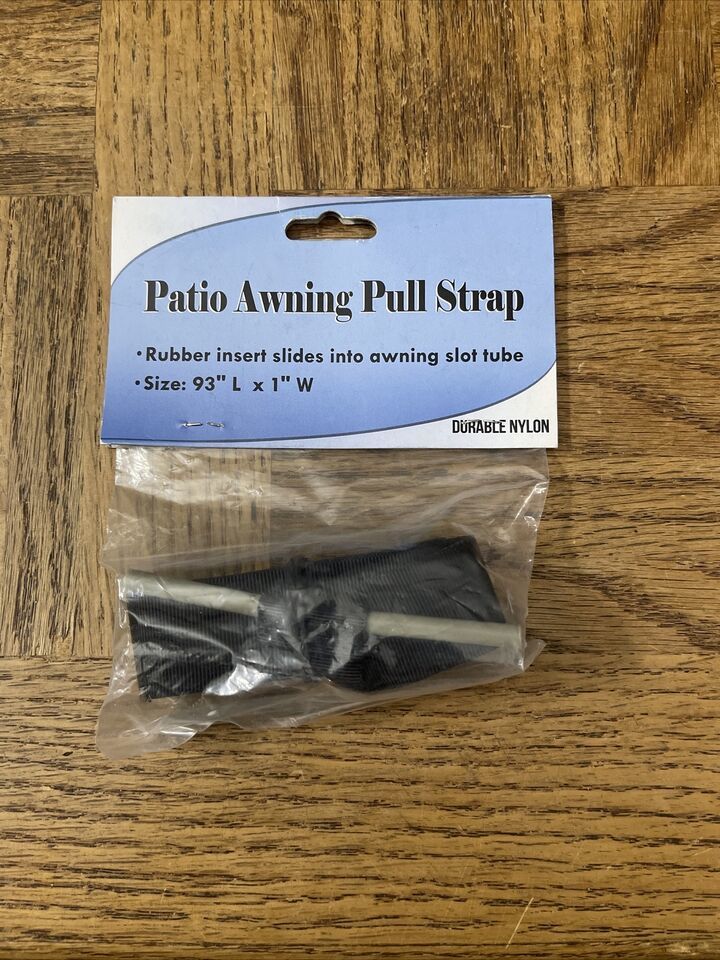 Patio Awning Pull Strap
•Rubber insert slides into awning slot tube
•Size: 93" L x 1" W
DURABLE NYLON